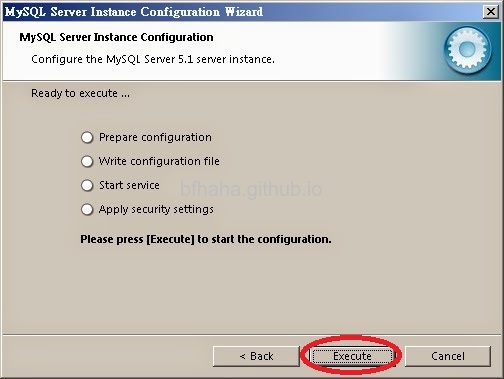 MySQL Server Instance Configuration Wizard
MySQL Server Instance Configuration
Configure the MySQL Server 5.1 server instance.
Ready to execute ...
Prepare configuration
Write configuration file
Start service
bfhaha.github.io
Apply security settings
Please press [Execute] to start the configuration.
< Back Execute Cancel